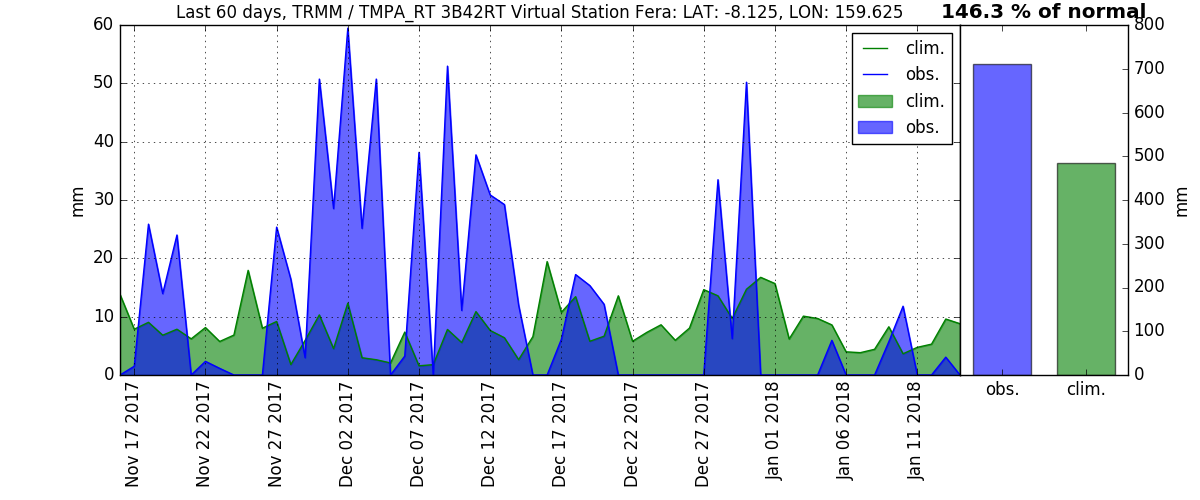 Last 60 days, TRMM / TMPA_RT 3B42RT Virtual Station Fera: LAT: -8.125, LON: 159.625
146.3 % of normal
60
50
40
30
20
10
0
mm
clim.
obs.
clim.
obs.
800
700
600
500
400
300
200
100
0
mm
Nov 17 2017
Nov 22 2017
Nov 27 2017
Dec 02 2017
Dec 07 2017
Dec 12 2017
Dec 17 2017
Dec 22 2017
Dec 27 2017
Jan 01 2018
Jan 06 2018
Jan 11 2018
obs.
clim.